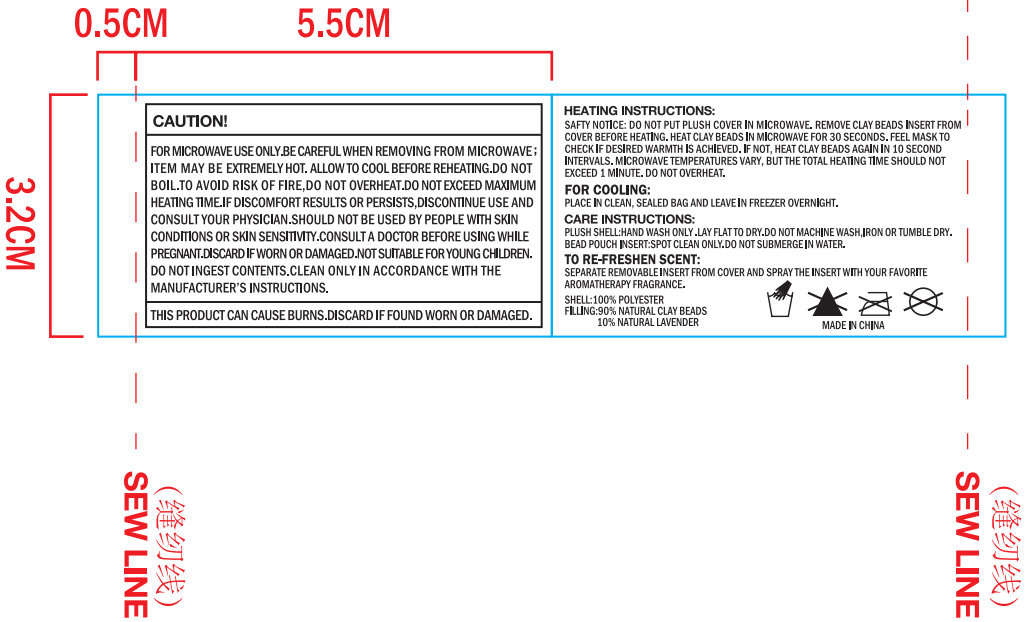 0.5CM
5.5CM
3.2CM
CAUTION!
FOR MICROWAVE USE ONLY.BE CAREFUL WHEN REMOVING FROM MICROWAVE;
ITEM MAY BE EXTREMELY HOT. ALLOW TO COOL BEFORE REHEATING.DO NOT
BOIL.TO AVOID RISK OF FIRE,DO NOT OVERHEAT.DO NOT EXCEED MAXIMUM
HEATING TIME.IF DISCOMFORT RESULTS OR PERSISTS,DISCONTINUE USE AND
CONSULT YOUR PHYSICIAN.SHOULD NOT BE USED BY PEOPLE WITH SKIN
CONDITIONS OR SKIN SENSITIVITY.CONSULT A DOCTOR BEFORE USING WHILE
PREGNANT.DISCARD IF WORN OR DAMAGED.NOT SUITABLE FOR YOUNG CHILDREN.
DO NOT INGEST CONTENTS.CLEAN ONLY IN ACCORDANCE WITH THE
MANUFACTURER'S INSTRUCTIONS.
THIS PRODUCT CAN CAUSE BURNS.DISCARD IF FOUND WORN OR DAMAGED.
HEATING INSTRUCTIONS:
SAFTY NOTICE: DO NOT PUT PLUSH COVER IN MICROWAVE. REMOVE CLAY BEADS INSERT FROM
COVER BEFORE HEATING. HEAT CLAY BEADS IN MICROWAVE FOR 30 SECONDS. FEEL MASK TO
CHECK IF DESIRED WARMTH IS ACHIEVED. IF NOT, HEAT CLAY BEADS AGAIN IN 10 SECOND
INTERVALS. MICROWAVE TEMPERATURES VARY, BUT THE TOTAL HEATING TIME SHOULD NOT
EXCEED 1 MINUTE. DO NOT OVERHEAT.
FOR COOLING:
PLACE IN CLEAN, SEALED BAG AND LEAVE IN FREEZER OVERNIGHT.
CARE INSTRUCTIONS:
PLUSH SHELL:HAND WASH ONLY.LAY FLAT TO DRY.DO NOT MACHINE WASH,IRON OR TUMBLE DRY.
BEAD POUCH INSERT:SPOT CLEAN ONLY.DO NOT SUBMERGE IN WATER.
TO RE-FRESHEN SCENT:
SEPARATE REMOVABLE INSERT FROM COVER AND SPRAY THE INSERT WITH YOUR FAVORITE
AROMATHERAPY FRAGRANCE.
SHELL:100% POLYESTER
FILLING:90% NATURAL CLAY BEADS
10% NATURAL LAVENDER
MADE IN CHINA
SEW LINE
(缝纫线)
SEW LINE
(缝纫线)